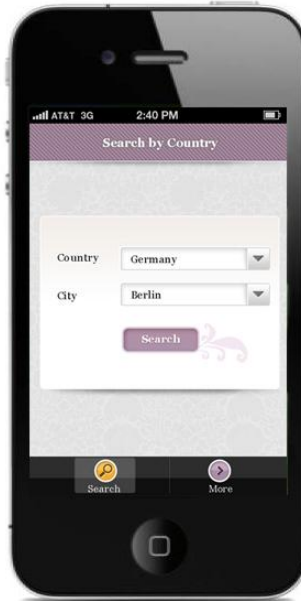 AT&T 3G 2:40 PM
Search by Country
Country Germany
City Berlin
Search
Search More